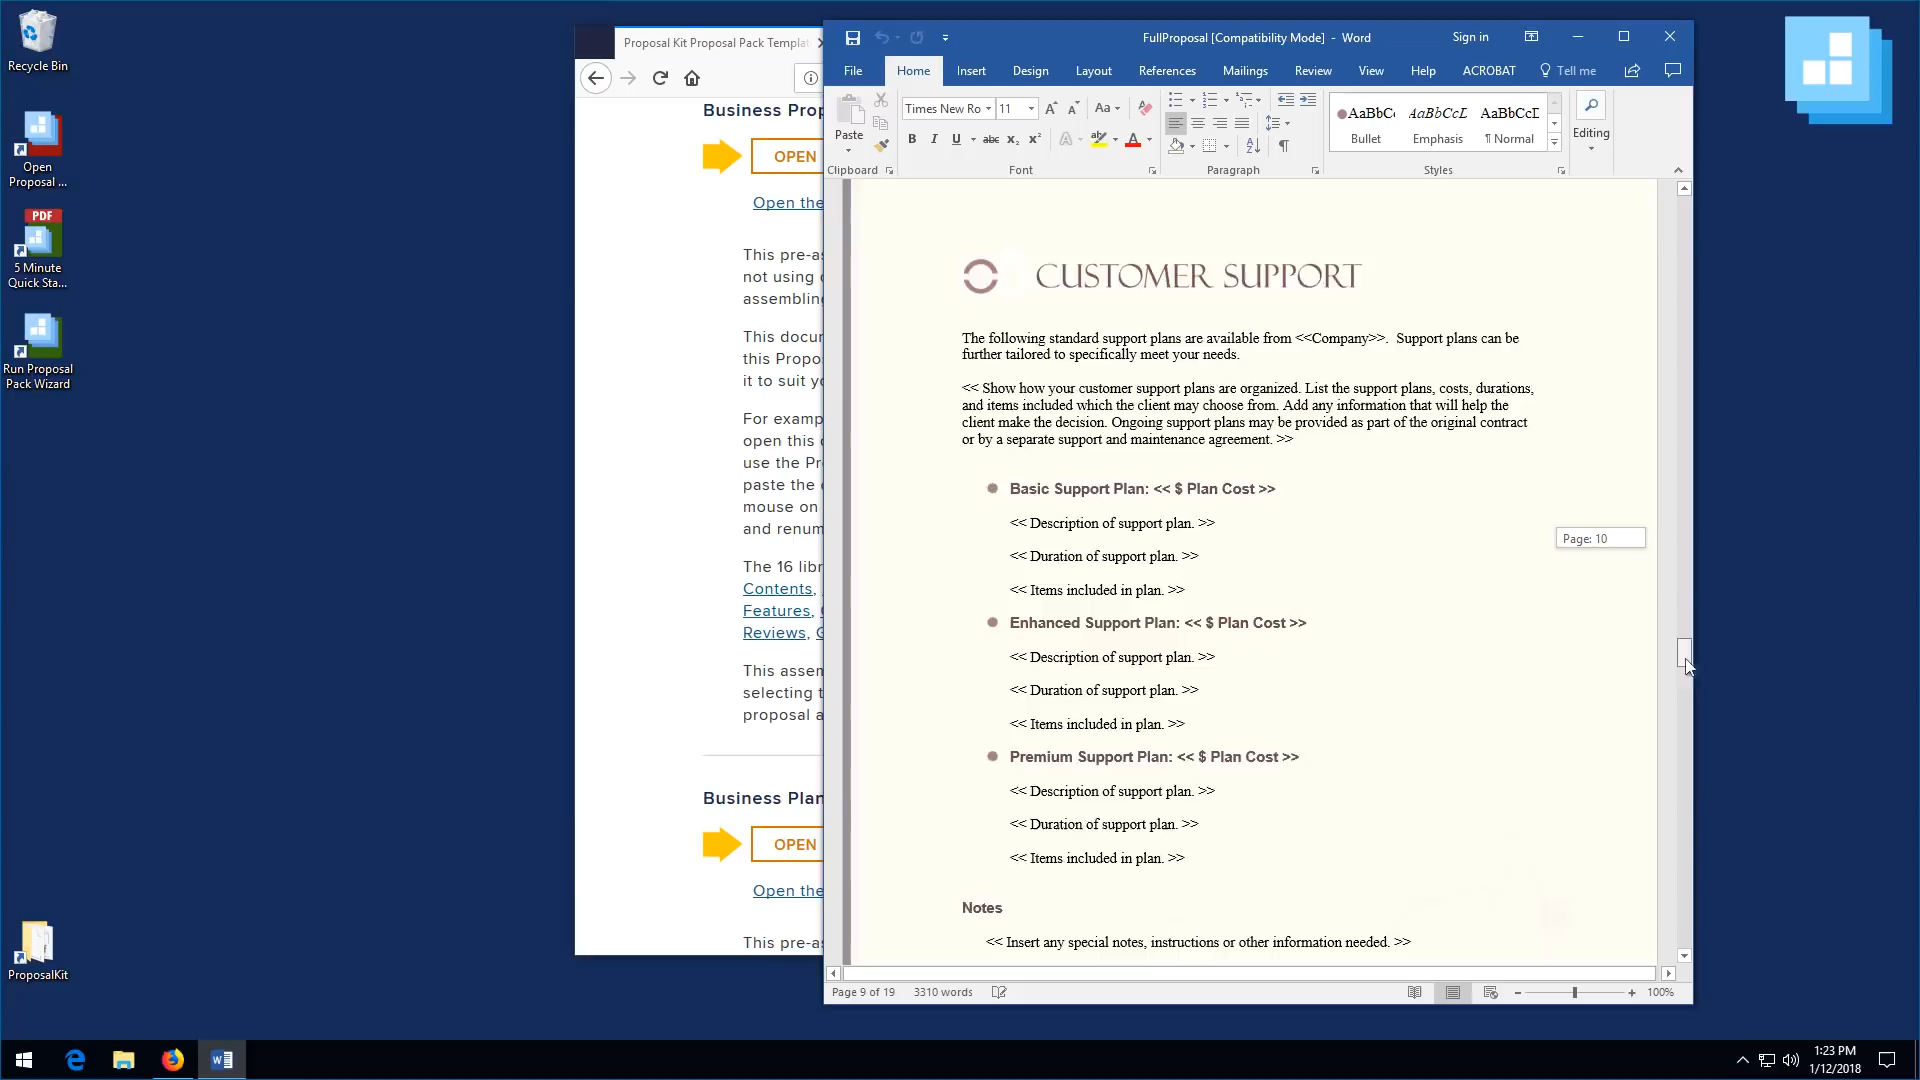 Recycle Bin
Open
Proposal ...
PDF
5 Minute
Quick Sta...
Run Proposal
Pack Wizard
ProposalKit
Proposal Kit Proposal Pack Templat
Business Prop
OPEN
Open the
This pre-as
not using
assembling
This docum
this Propo
it to suit yo
For examp
open this
use the Pr
paste the
mouse on
and renum
The 16 libr
Contents,
Features,
Reviews,
This assem
selecting t
proposal a
Business Plan
OPEN
Open the
This pre-as
FullProposal [Compatibility Mode] - Word
Sign in
File Home Insert Design Layout References Mailings Review View Help ACROBAT Tell me
Paste
Times New Ro 11
Aa
B I U abc X₂ X²
AaBbC AaBbCcL AaBbCcL
Bullet Emphasis ¶ Normal
Editing
Clipboard Font Paragraph Styles
CUSTOMER SUPPORT
The following standard support plans are available from <<Company>>. Support plans can be
further tailored to specifically meet your needs.
<< Show how your customer support plans are organized. List the support plans, costs, durations,
and items included which the client may choose from. Add any information that will help the
client make the decision. Ongoing support plans may be provided as part of the original contract
or by a separate support and maintenance agreement. >>
Basic Support Plan: << $ Plan Cost >>
<< Description of support plan. >>
<< Duration of support plan. >>
<< Items included in plan. >>
Enhanced Support Plan: << $ Plan Cost >>
<< Description of support plan. >>
<< Duration of support plan. >>
<< Items included in plan. >>
Premium Support Plan: << $ Plan Cost >>
<< Description of support plan. >>
<< Duration of support plan. >>
<< Items included in plan. >>
Notes
<< Insert any special notes, instructions or other information needed. >>
Page: 10
Page 9 of 19 3310 words
100%
1:23 PM
1/12/2018